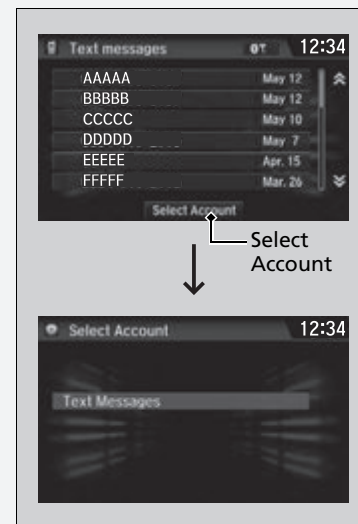 Text messages 12:34
AAAAA May 12
BBBBB May 12
CCCCC May 10
DDDDD May 7
EEEEE Apr. 15
FFFFF Mar. 26
Select Account
Select
Account
Select Account 12:34
Text Messages